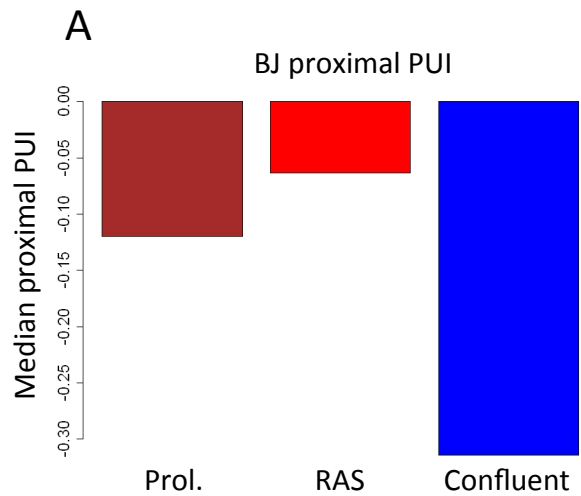 A
BJ proximal PUI
Median proximal PUI
0.00
-0.05
-0.10
-0.15
-0.20
-0.25
-0.30
Prol. RAS Confluent